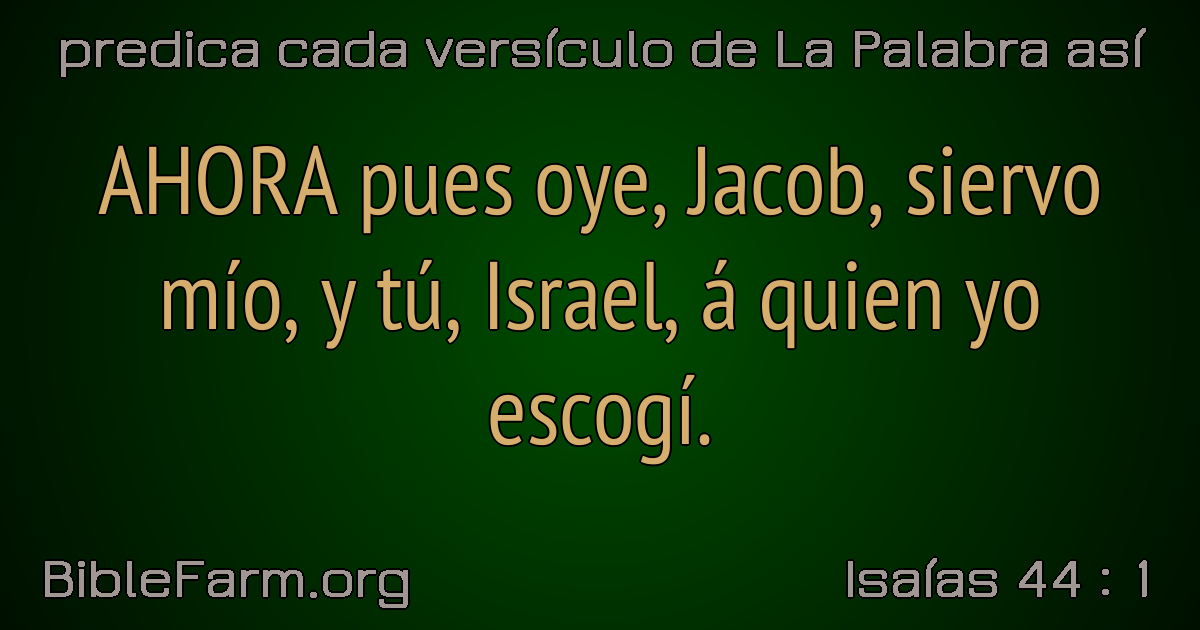 predica cada versículo de La Palabra así
AHORA pues oye, Jacob, siervo
mío, y tú, Israel, á quien yo
escogí.
BibleFarm.org
Isaías 44 : 1